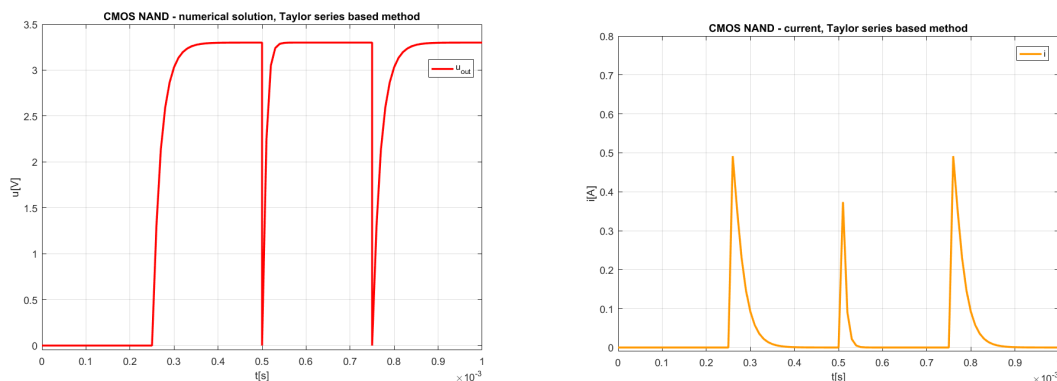 CMOS NAND - numerical solution, Taylor series based method
3.5
3
2.5
2
1.5
1
0.5
0
u[V]
u_out
0 0.1 0.2 0.3 0.4 0.5 0.6 0.7 0.8 0.9 1
t[s]
×10⁻³
CMOS NAND - current, Taylor series based method
0.8
0.7
0.6
0.5
0.4
0.3
0.2
0.1
0
i[A]
i
0 0.1 0.2 0.3 0.4 0.5 0.6 0.7 0.8 0.9
t[s]
×10⁻³